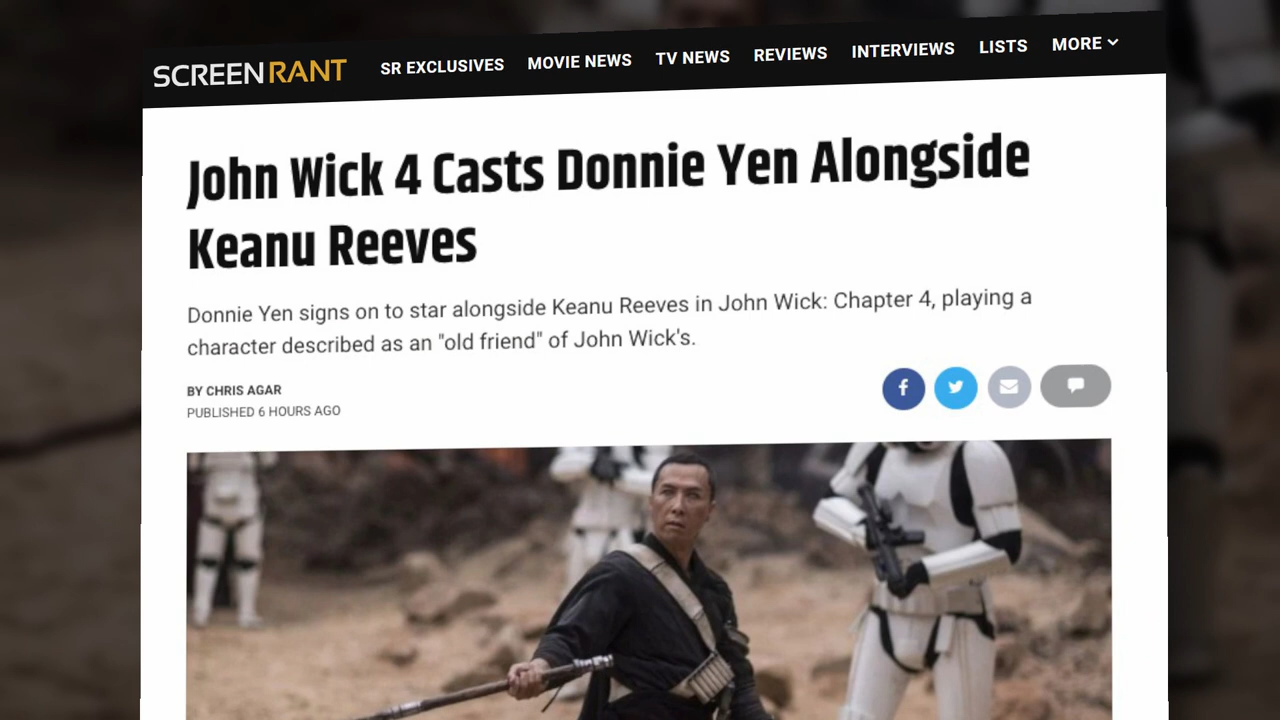 SCREENRANT SR EXCLUSIVES MOVIE NEWS TV NEWS REVIEWS INTERVIEWS LISTS MORE
John Wick 4 Casts Donnie Yen Alongside
Keanu Reeves
Donnie Yen signs on to star alongside Keanu Reeves in John Wick: Chapter 4, playing a
character described as an "old friend" of John Wick's.
BY CHRIS AGAR
PUBLISHED 6 HOURS AGO